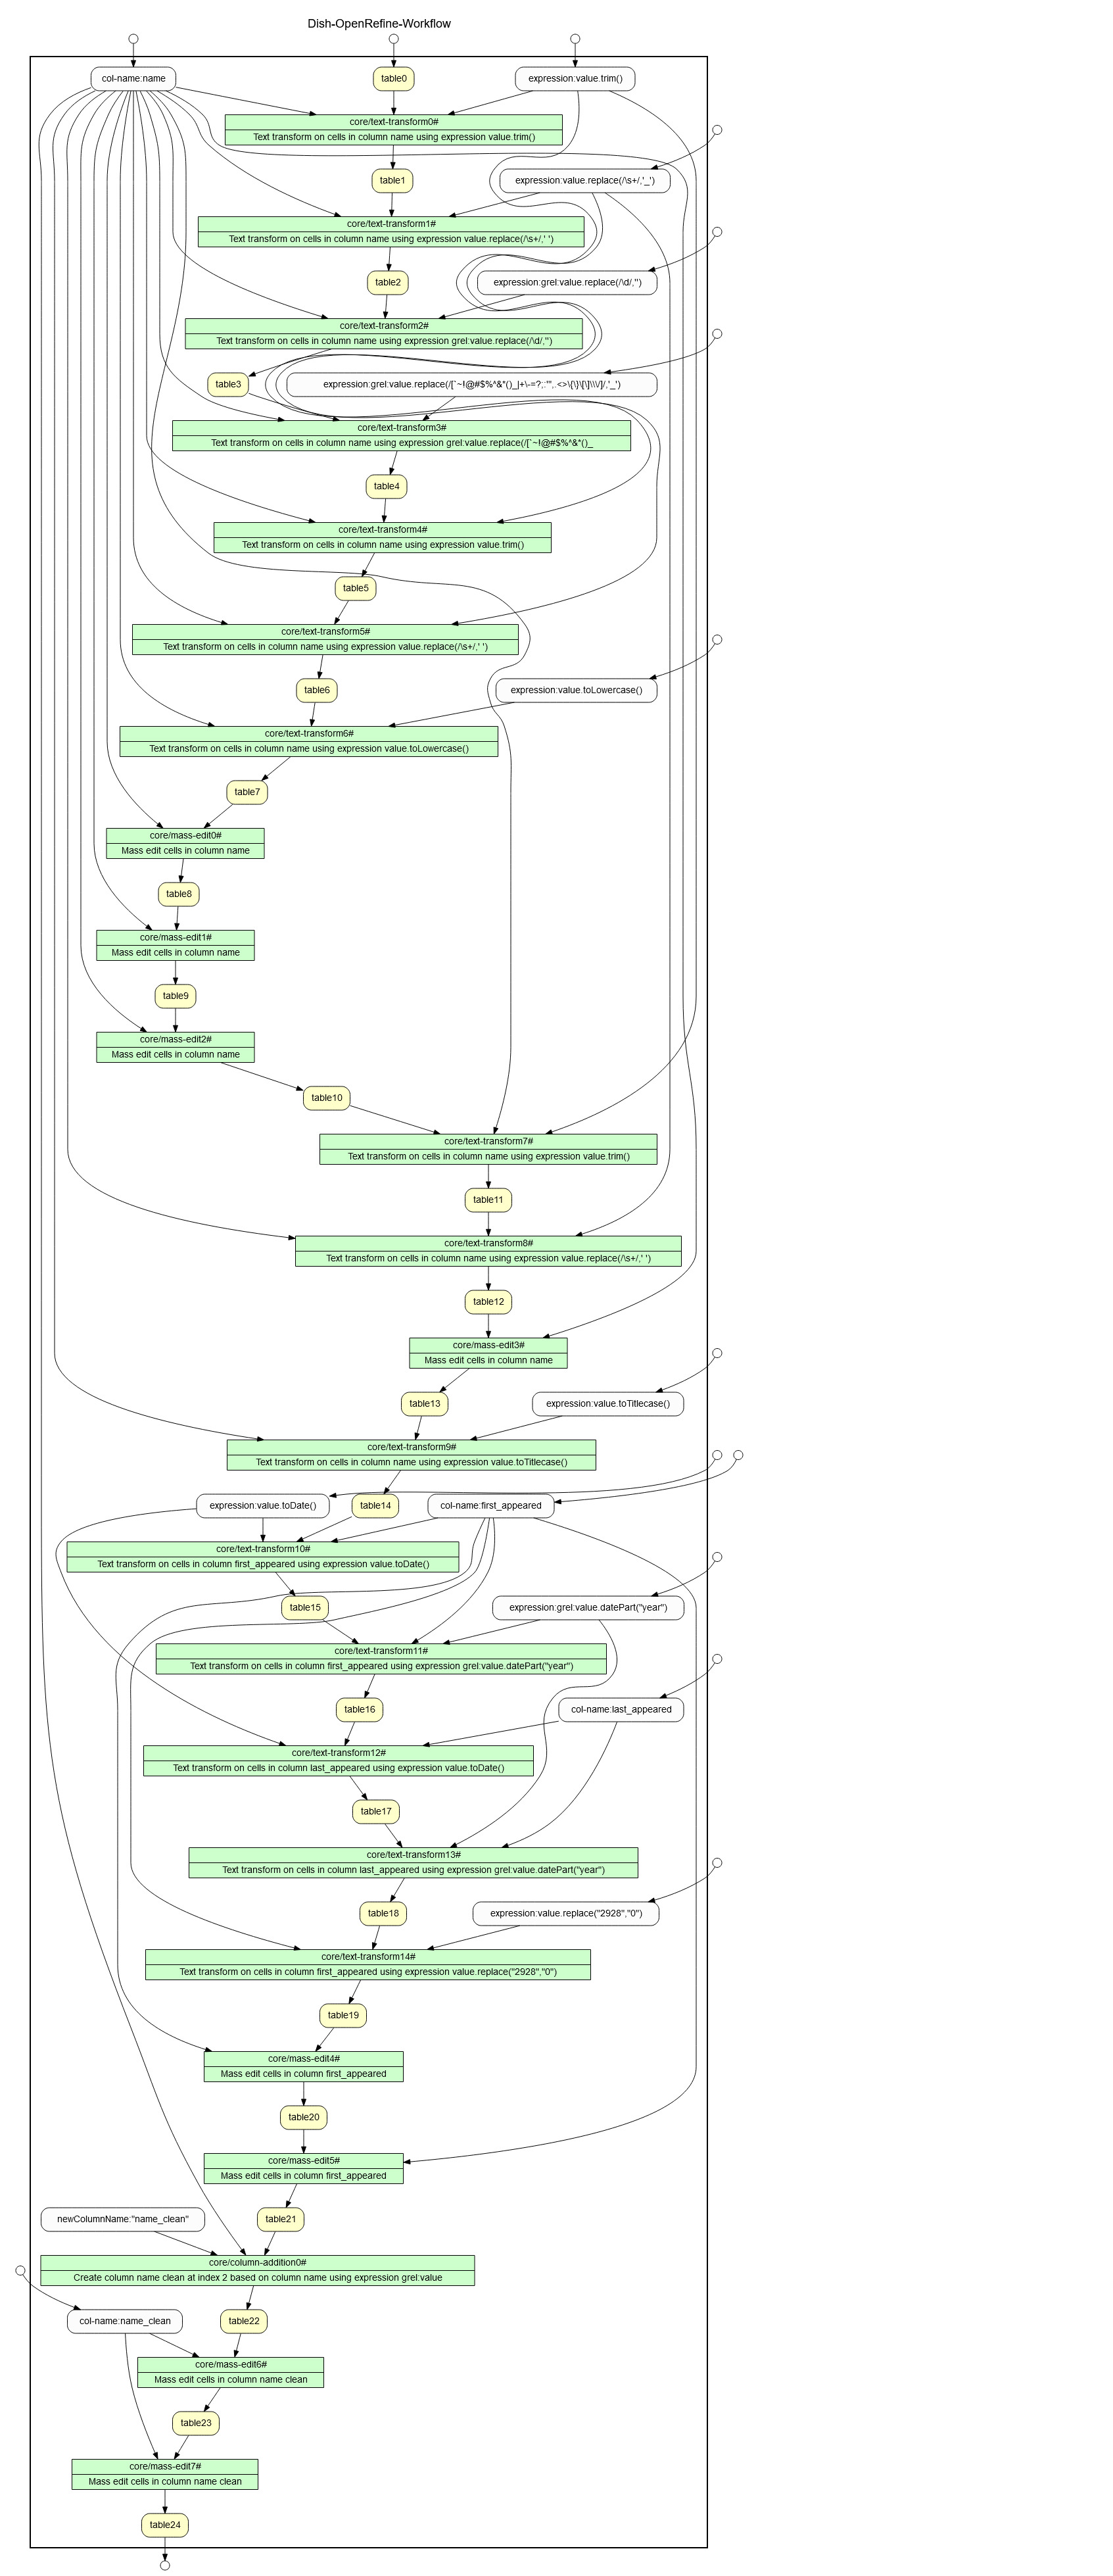 Dish-OpenRefine-Workflow
col-name:name
table0
expression:value.trim()
core/text-transform0#
Text transform on cells in column name using expression value.trim()
table1
expression:value.replace(/\s+/,'_')
core/text-transform1#
Text transform on cells in column name using expression value.replace(/\s+/,' ')
table2
expression:grel:value.replace(/\d/,'')
core/text-transform2#
Text transform on cells in column name using expression grel:value.replace(/\d/,'')
table3
expression:grel:value.replace(/[`~!@#$%^&*()_|+\-=?;:'",.<>\{\}\[\]\\\/]/,'_')
core/text-transform3#
Text transform on cells in column name using expression grel:value.replace(/[`~!@#$%^&*()_
table4
core/text-transform4#
Text transform on cells in column name using expression value.trim()
table5
core/text-transform5#
Text transform on cells in column name using expression value.replace(/\s+/,' ')
table6
expression:value.toLowercase()
core/text-transform6#
Text transform on cells in column name using expression value.toLowercase()
table7
core/mass-edit0#
Mass edit cells in column name
table8
core/mass-edit1#
Mass edit cells in column name
table9
core/mass-edit2#
Mass edit cells in column name
table10
core/text-transform7#
Text transform on cells in column name using expression value.trim()
table11
core/text-transform8#
Text transform on cells in column name using expression value.replace(/\s+/,' ')
table12
core/mass-edit3#
Mass edit cells in column name
table13
expression:value.toTitlecase()
core/text-transform9#
Text transform on cells in column name using expression value.toTitlecase()
expression:value.toDate()
table14
col-name:first_appeared
core/text-transform10#
Text transform on cells in column first_appeared using expression value.toDate()
table15
expression:grel:value.datePart("year")
core/text-transform11#
Text transform on cells in column first_appeared using expression grel:value.datePart("year")
table16
col-name:last_appeared
core/text-transform12#
Text transform on cells in column last_appeared using expression value.toDate()
table17
core/text-transform13#
Text transform on cells in column last_appeared using expression grel:value.datePart("year")
table18
expression:value.replace("2928","0")
core/text-transform14#
Text transform on cells in column first_appeared using expression value.replace("2928","0")
table19
core/mass-edit4#
Mass edit cells in column first_appeared
table20
core/mass-edit5#
Mass edit cells in column first_appeared
newColumnName:"name_clean"
table21
core/column-addition0#
Create column name clean at index 2 based on column name using expression grel:value
col-name:name_clean
table22
core/mass-edit6#
Mass edit cells in column name clean
table23
core/mass-edit7#
Mass edit cells in column name clean
table24